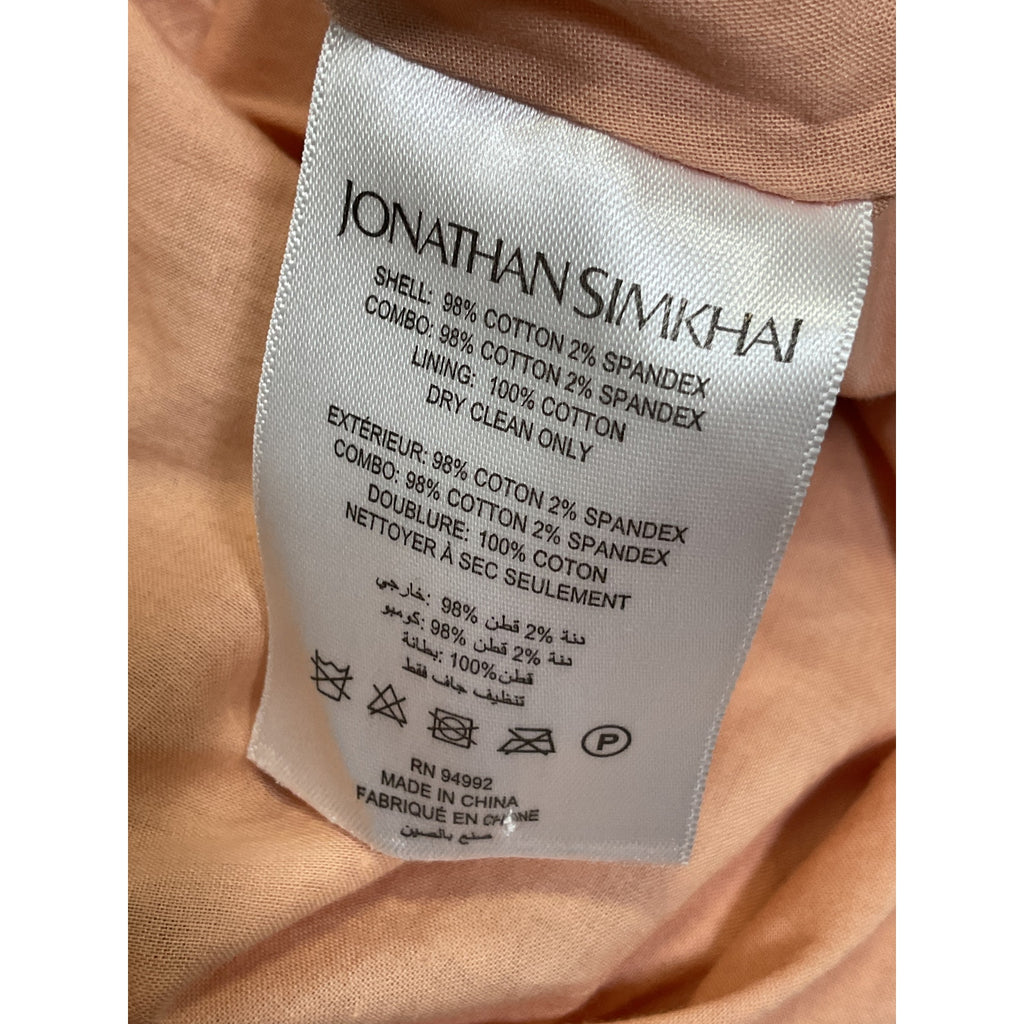 JONATHAN SIMKHAI
SHELL: 98% COTTON 2% SPANDEX
COMBO: 98% COTTON 2% SPANDEX
LINING: 100% COTTON
DRY CLEAN ONLY
EXTÉRIEUR: 98% COTON 2% SPANDEX
COMBO: 98% COTTON 2% SPANDEX
DOUBLURE: 100% COTON
NETTOYER À SEC SEULEMENT
خارجي: 98% قطن 2% دنة
كومبو: 98% قطن 2% دنة
بطانة: 100%قطن
تنظيف جاف فقط
P
RN 94992
MADE IN CHINA
FABRIQUÉ EN CHINE
صنع بالصين